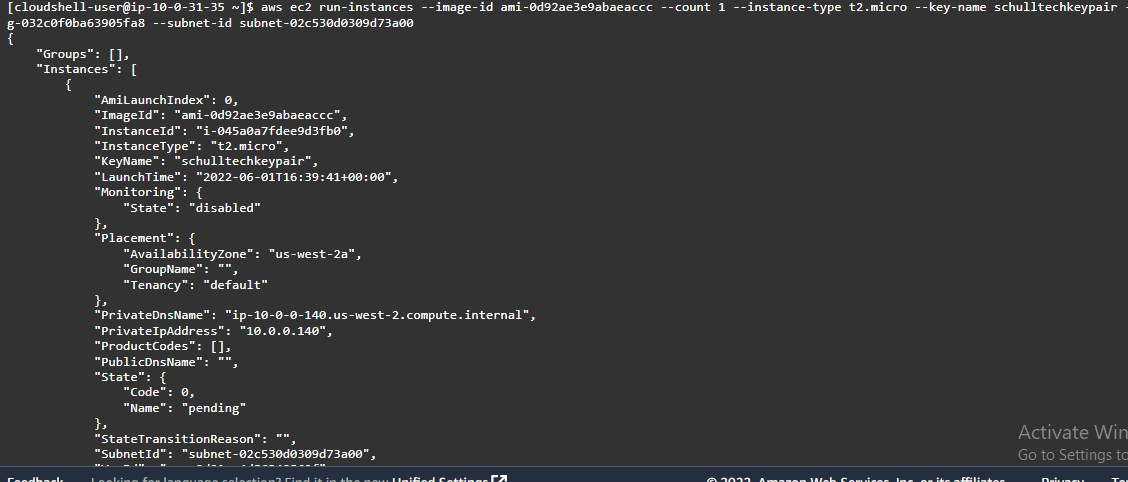 [cloudshell-user@ip-10-0-31-35 ~]$ aws ec2 run-instances --image-id ami-0d92ae3e9abaeaccc --count 1 --instance-type t2.micro --key-name schulltechkeypair -
g-032c0f0ba63905fa8 --subnet-id subnet-02c530d0309d73a00
{
    "Groups": [],
    "Instances": [
        {
            "AmiLaunchIndex": 0,
            "ImageId": "ami-0d92ae3e9abaeaccc",
            "InstanceId": "i-045a0a7fdee9d3fb0",
            "InstanceType": "t2.micro",
            "KeyName": "schulltechkeypair",
            "LaunchTime": "2022-06-01T16:39:41+00:00",
            "Monitoring": {
                "State": "disabled"
            },
            "Placement": {
                "AvailabilityZone": "us-west-2a",
                "GroupName": "",
                "Tenancy": "default"
            },
            "PrivateDnsName": "ip-10-0-0-140.us-west-2.compute.internal",
            "PrivateIpAddress": "10.0.0.140",
            "ProductCodes": [],
            "PublicDnsName": "",
            "State": {
                "Code": 0,
                "Name": "pending"
            },
            "StateTransitionReason": "",
            "SubnetId": "subnet-02c530d0309d73a00",
Activate Win
Go to Settings to
Feedback Looking for language selection? Find it in the new Unified Settings © 2022, Amazon Web Services, Inc. or its affiliates. Privacy